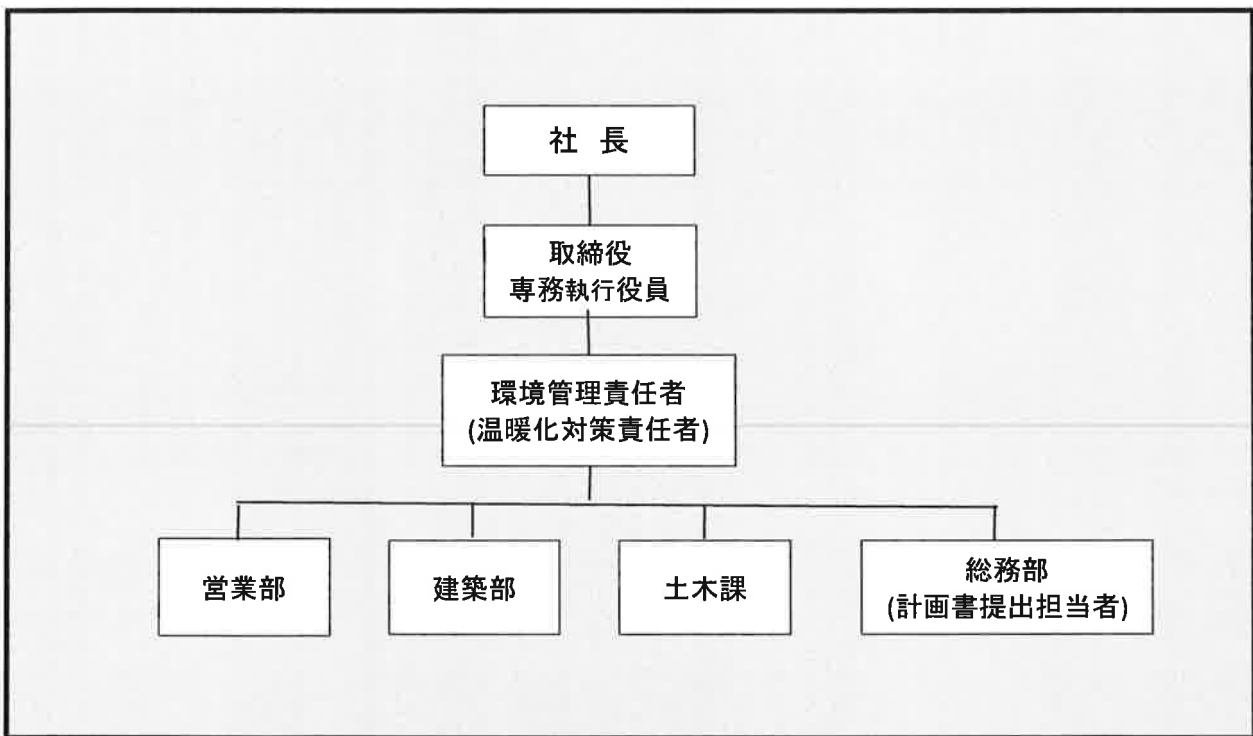 社 長
取締役
専務執行役員
環境管理責任者
(温暖化対策責任者)
営業部
建築部
土木課
総務部
(計画書提出担当者)